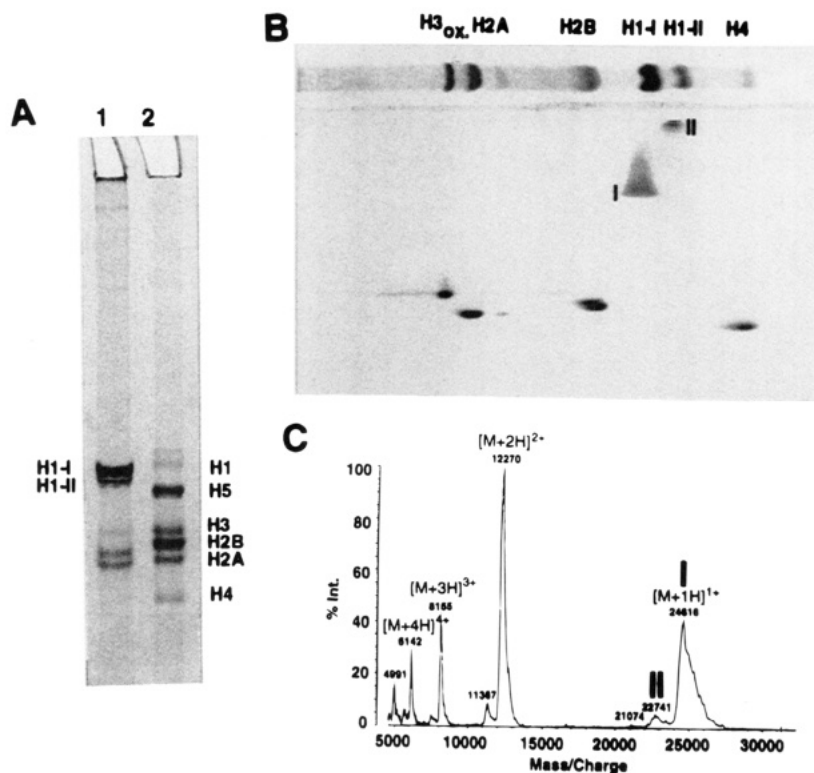 B
H3 ox. H2A H2B H1-I H1-II H4
A
1 2
II
I
H1-I
H1-II
H1
H5
H3
H2B
H2A
H4
C
[M+2H]2+
12270
100
80
60
40
20
0
% Int.
[M+3H]3+
8155
[M+4H]4+
6142
4991
11367
I
[M+1H]1+
24616
II
22741
21074
5000 10000 15000 20000 25000 30000
Mass/Charge